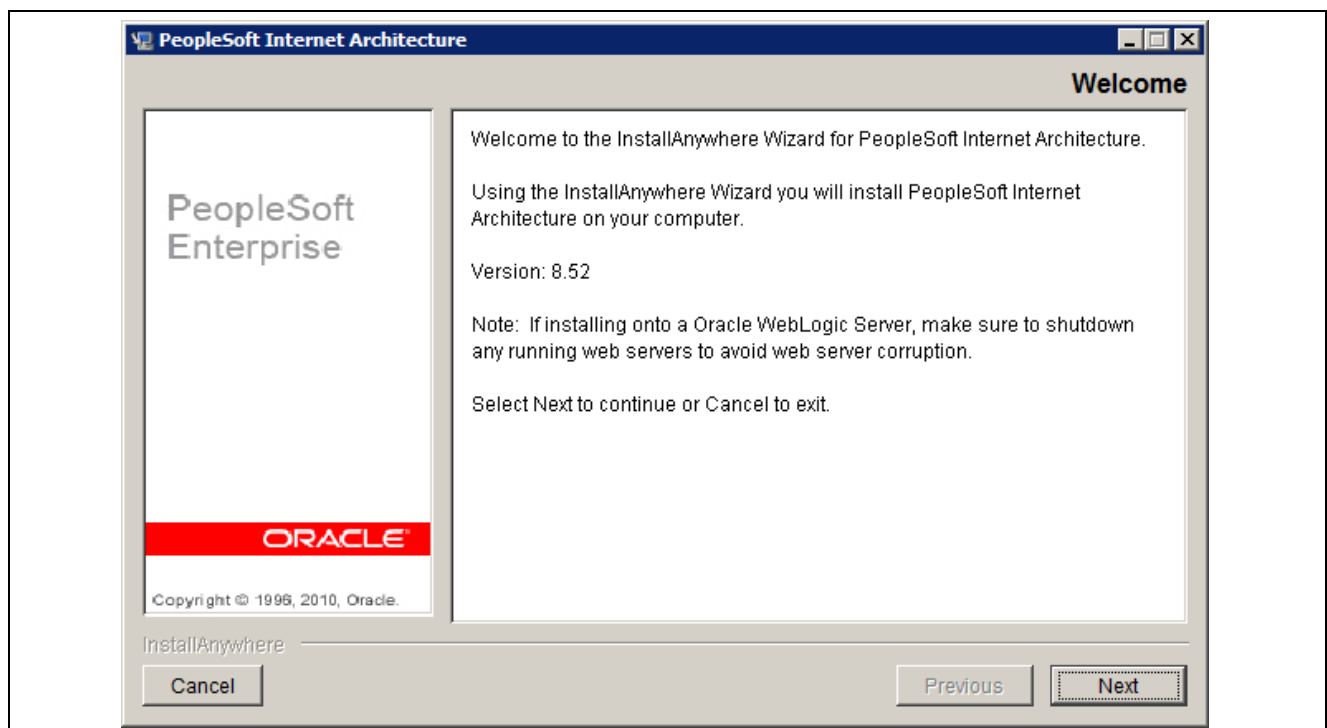 PeopleSoft Internet Architecture
Welcome
PeopleSoft
Enterprise
ORACLE
Copyright © 1996, 2010, Oracle.
Welcome to the InstallAnywhere Wizard for PeopleSoft Internet Architecture.
Using the InstallAnywhere Wizard you will install PeopleSoft Internet
Architecture on your computer.
Version: 8.52
Note:  If installing onto a Oracle WebLogic Server, make sure to shutdown
any running web servers to avoid web server corruption.
Select Next to continue or Cancel to exit.
InstallAnywhere
Cancel
Previous
Next